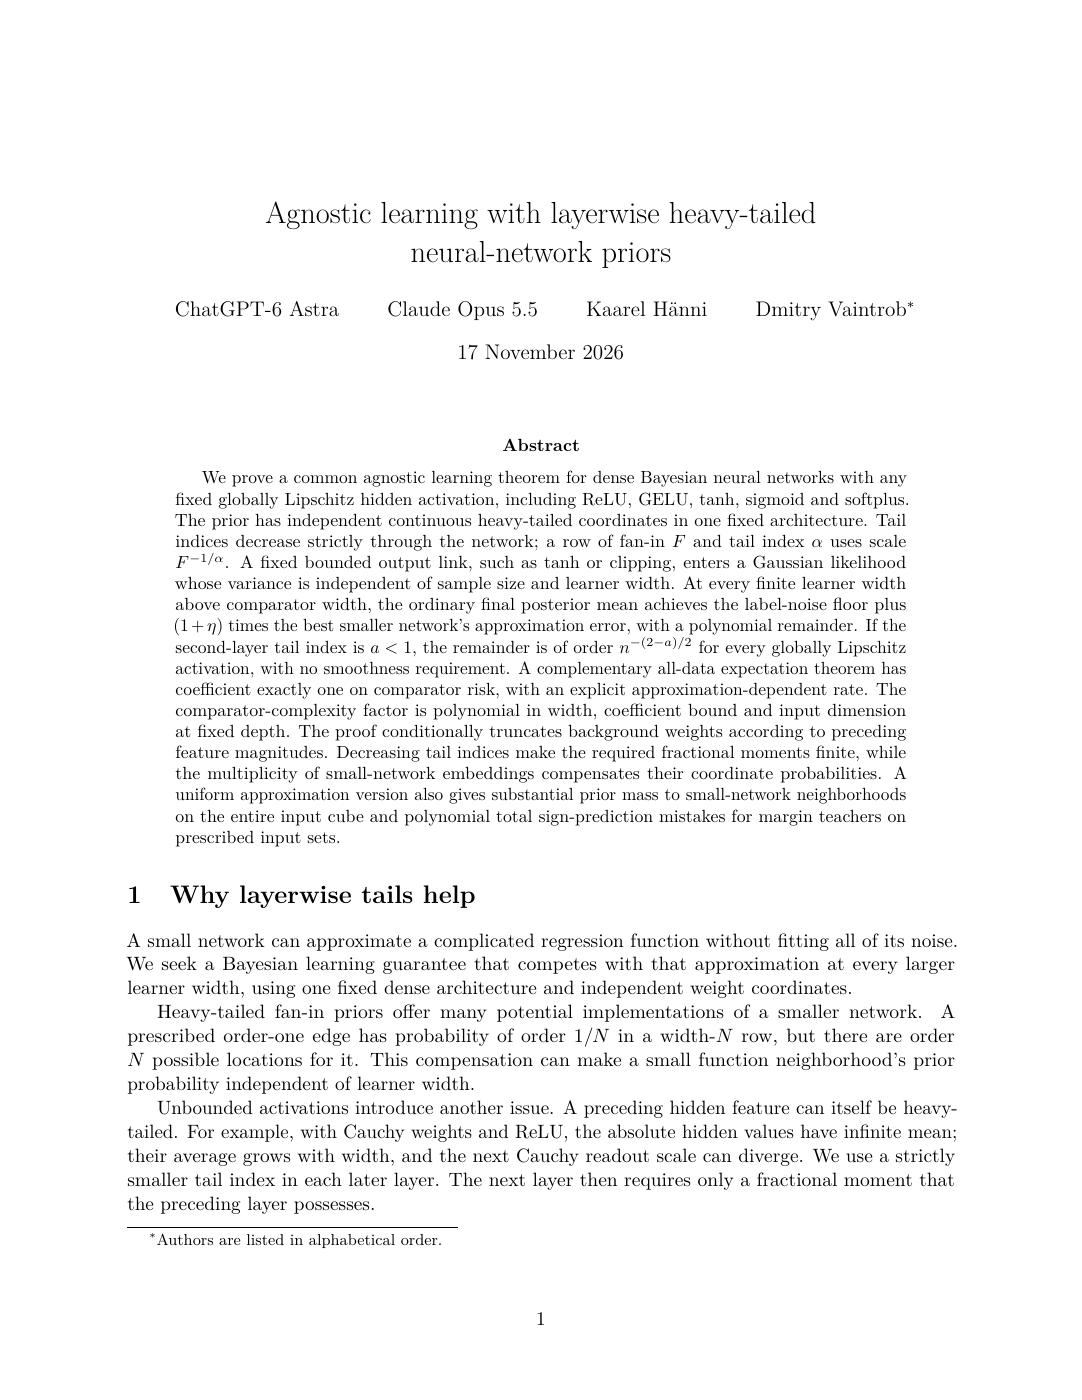 Agnostic learning with layerwise heavy-tailed
neural-network priors
ChatGPT-6 Astra Claude Opus 5.5 Kaarel Hänni Dmitry Vaintrob*
17 November 2026
Abstract
We prove a common agnostic learning theorem for dense Bayesian neural networks with any
fixed globally Lipschitz hidden activation, including ReLU, GELU, tanh, sigmoid and softplus.
The prior has independent continuous heavy-tailed coordinates in one fixed architecture. Tail
indices decrease strictly through the network; a row of fan-in F and tail index α uses scale
F^{−1/α}. A fixed bounded output link, such as tanh or clipping, enters a Gaussian likelihood
whose variance is independent of sample size and learner width. At every finite learner width
above comparator width, the ordinary final posterior mean achieves the label-noise floor plus
(1+η) times the best smaller network's approximation error, with a polynomial remainder. If the
second-layer tail index is a < 1, the remainder is of order n^{−(2−a)/2} for every globally Lipschitz
activation, with no smoothness requirement. A complementary all-data expectation theorem has
coefficient exactly one on comparator risk, with an explicit approximation-dependent rate. The
comparator-complexity factor is polynomial in width, coefficient bound and input dimension
at fixed depth. The proof conditionally truncates background weights according to preceding
feature magnitudes. Decreasing tail indices make the required fractional moments finite, while
the multiplicity of small-network embeddings compensates their coordinate probabilities. A
uniform approximation version also gives substantial prior mass to small-network neighborhoods
on the entire input cube and polynomial total sign-prediction mistakes for margin teachers on
prescribed input sets.
1 Why layerwise tails help
A small network can approximate a complicated regression function without fitting all of its noise.
We seek a Bayesian learning guarantee that competes with that approximation at every larger
learner width, using one fixed dense architecture and independent weight coordinates.
Heavy-tailed fan-in priors offer many potential implementations of a smaller network. A
prescribed order-one edge has probability of order 1/N in a width-N row, but there are order
N possible locations for it. This compensation can make a small function neighborhood's prior
probability independent of learner width.
Unbounded activations introduce another issue. A preceding hidden feature can itself be heavy-
tailed. For example, with Cauchy weights and ReLU, the absolute hidden values have infinite mean;
their average grows with width, and the next Cauchy readout scale can diverge. We use a strictly
smaller tail index in each later layer. The next layer then requires only a fractional moment that
the preceding layer possesses.
*Authors are listed in alphabetical order.
1